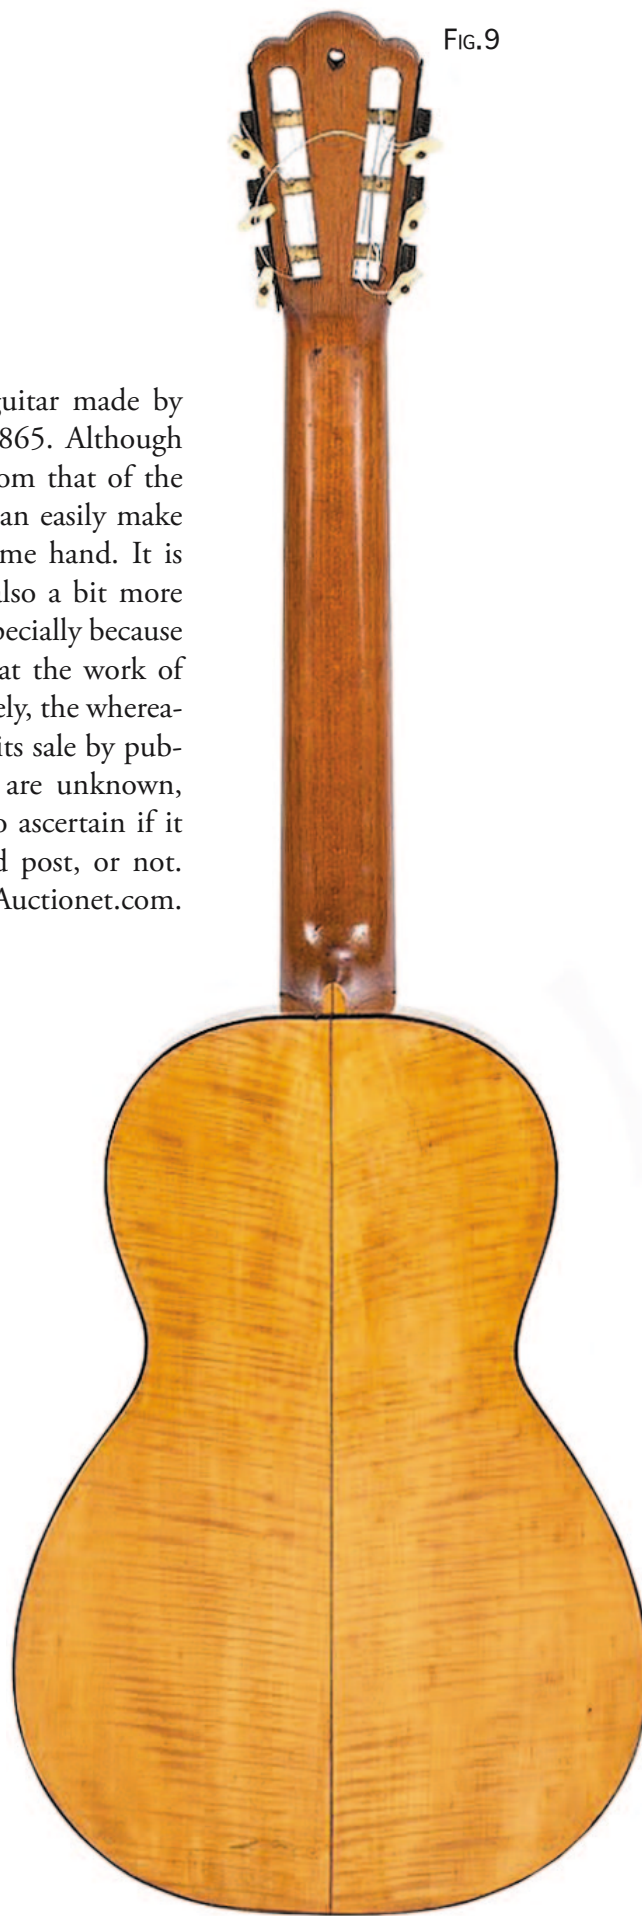 Fig.9
guitar made by
865. Although
om that of the
an easily make
me hand. It is
also a bit more
pecially because
at the work of
ely, the wherea-
its sale by pub-
are unknown,
o ascertain if it
d post, or not.
Auctionet.com.